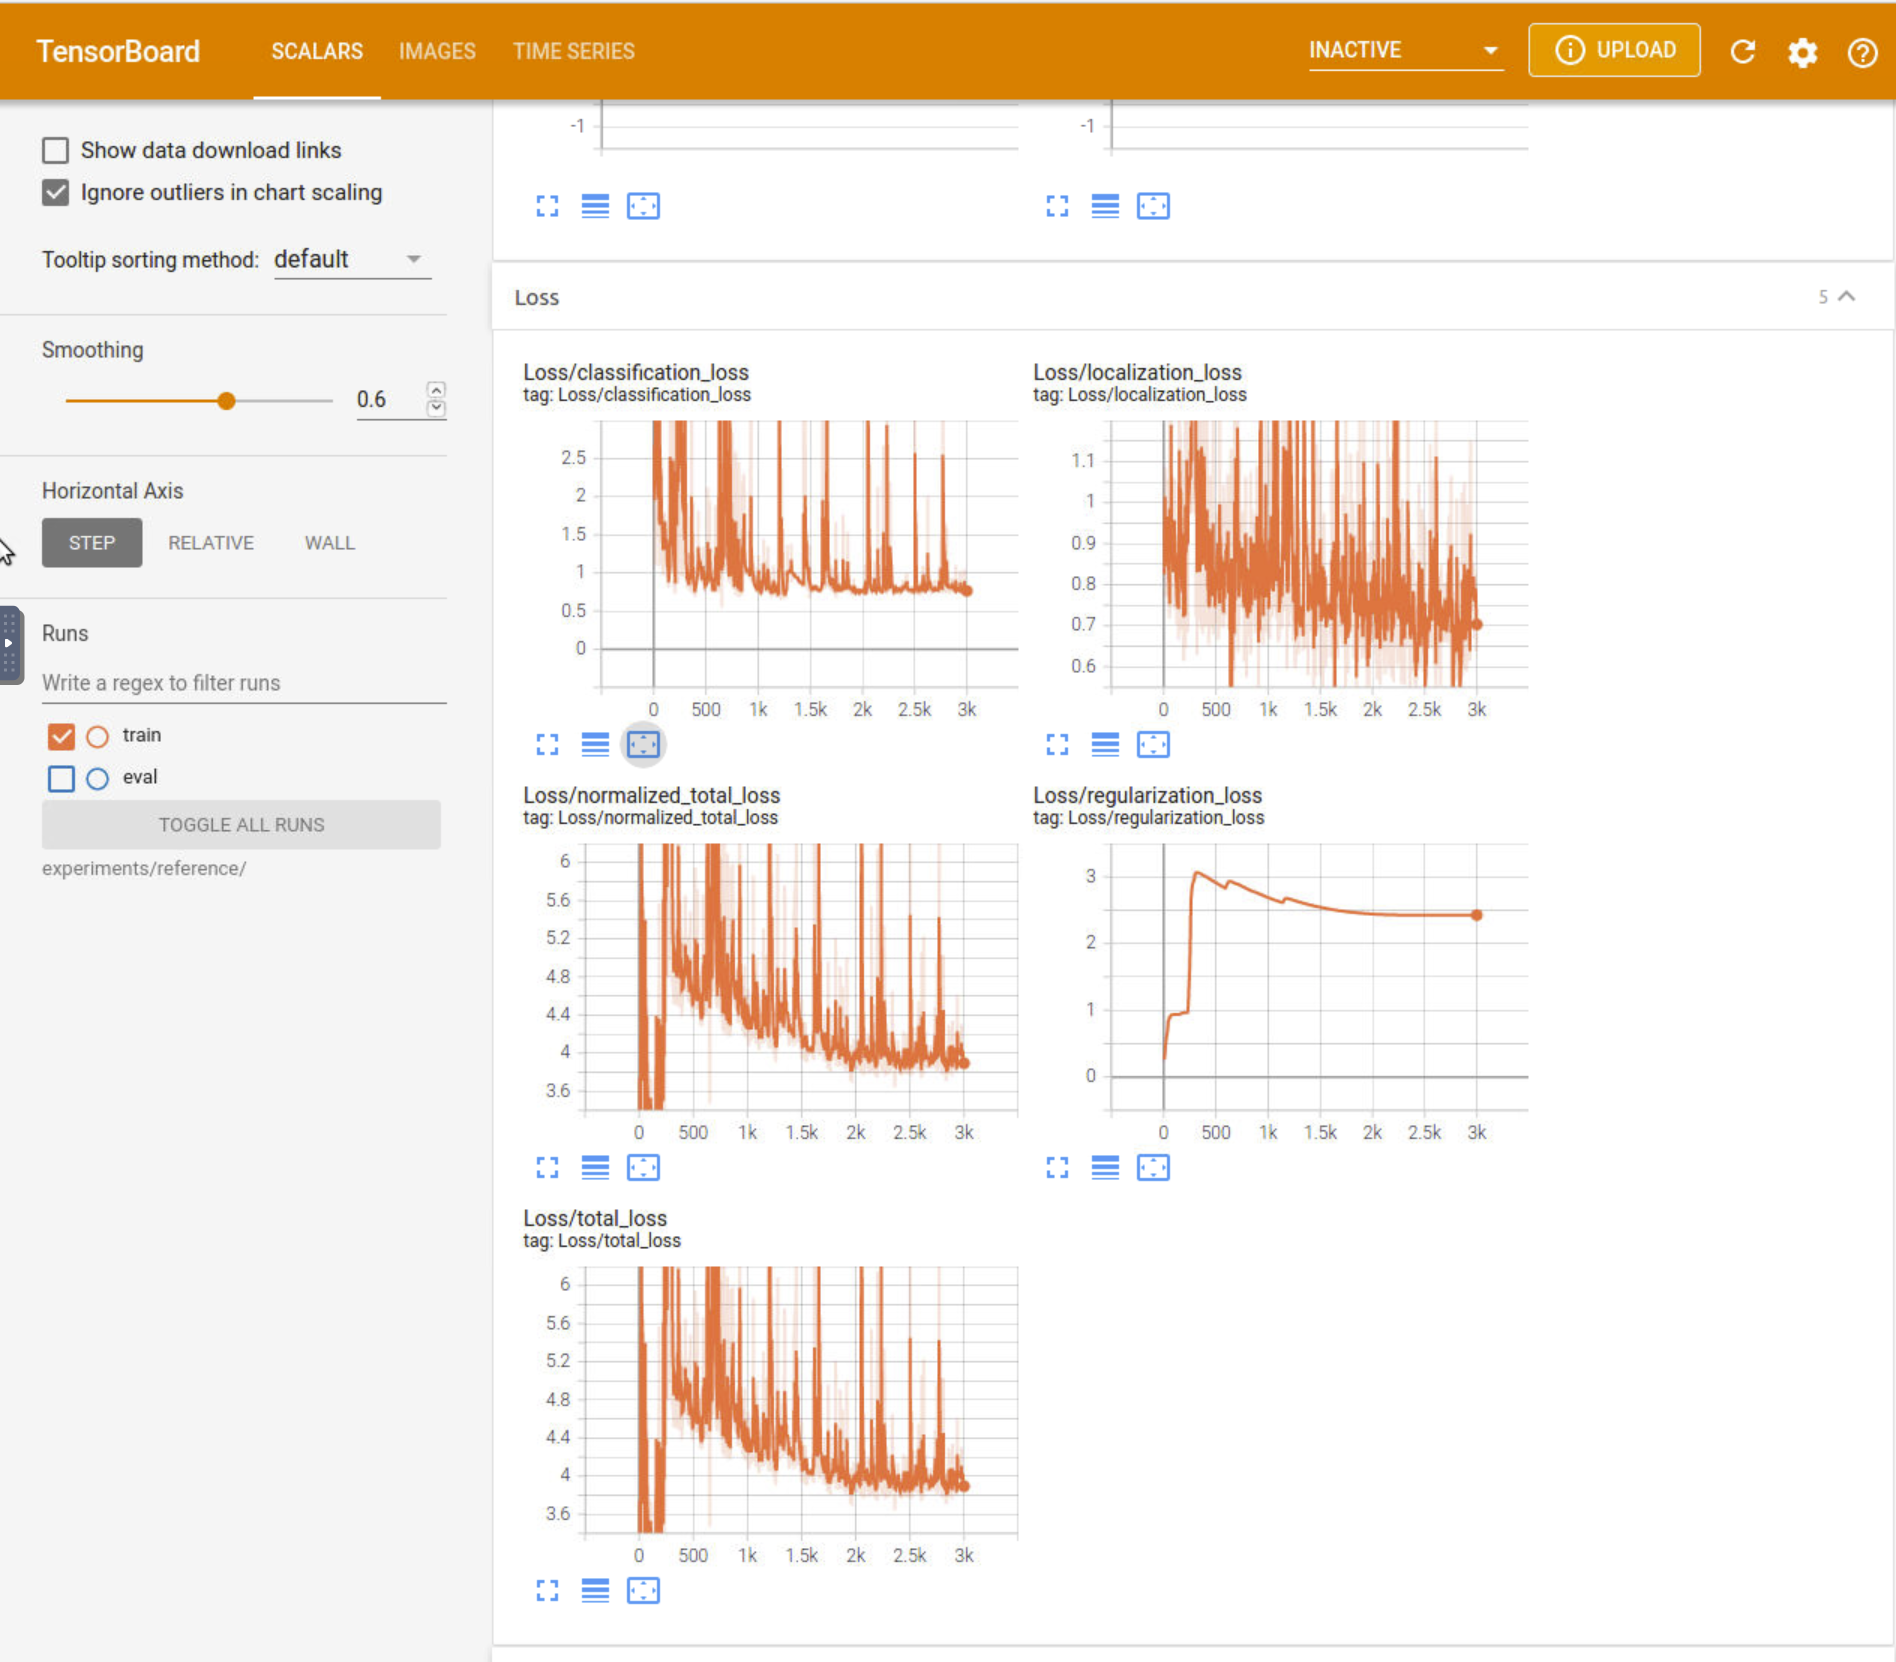 TensorBoard SCALARS IMAGES TIME SERIES INACTIVE UPLOAD
Show data download links
Ignore outliers in chart scaling
Tooltip sorting method: default
Smoothing
0.6
Horizontal Axis
STEP RELATIVE WALL
Runs
Write a regex to filter runs
train
eval
TOGGLE ALL RUNS
experiments/reference/
-1
-1
Loss 5
Loss/classification_loss
tag: Loss/classification_loss
2.5
2
1.5
1
0.5
0
0 500 1k 1.5k 2k 2.5k 3k
Loss/localization_loss
tag: Loss/localization_loss
1.1
1
0.9
0.8
0.7
0.6
0 500 1k 1.5k 2k 2.5k 3k
Loss/normalized_total_loss
tag: Loss/normalized_total_loss
6
5.6
5.2
4.8
4.4
4
3.6
0 500 1k 1.5k 2k 2.5k 3k
Loss/regularization_loss
tag: Loss/regularization_loss
3
2
1
0
0 500 1k 1.5k 2k 2.5k 3k
Loss/total_loss
tag: Loss/total_loss
6
5.6
5.2
4.8
4.4
4
3.6
0 500 1k 1.5k 2k 2.5k 3k